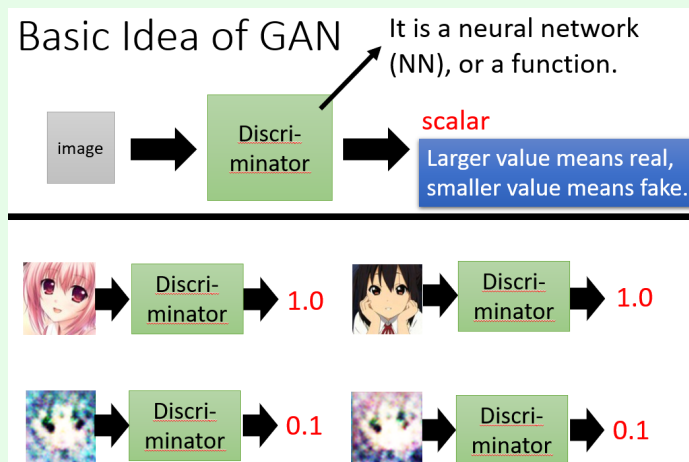 Basic Idea of GAN
It is a neural network
(NN), or a function.
image
Discri-
minator
scalar
Larger value means real,
smaller value means fake.
Discri-
minator
1.0
Discri-
minator
1.0
Discri-
minator
0.1
Discri-
minator
0.1